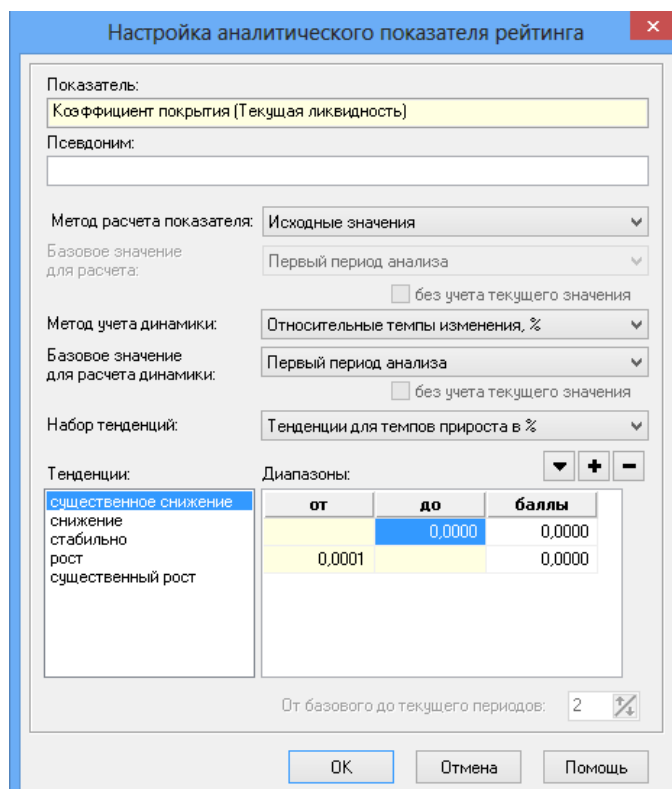 Настройка аналитического показателя рейтинга
Показатель:
Коэффициент покрытия (Текущая ликвидность)
Псевдоним:
Метод расчета показателя: Исходные значения
Базовое значение
для расчета: Первый период анализа
без учета текущего значения
Метод учета динамики: Относительные темпы изменения, %
Базовое значение
для расчета динамики: Первый период анализа
без учета текущего значения
Набор тенденций: Тенденции для темпов прироста в %
Тенденции: Диапазоны:
существенное снижение
снижение
стабильно
рост
существенный рост
от до баллы
0,0000 0,0000
0,0001 0,0000
От базового до текущего периодов: 2
OK Отмена Помощь